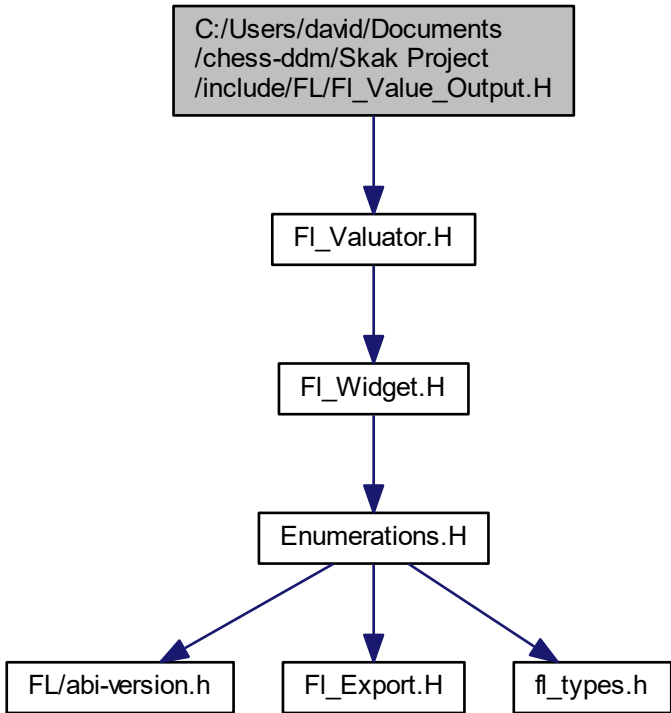 C:/Users/david/Documents
/chess-ddm/Skak Project
/include/FL/Fl_Value_Output.H
Fl_Valuator.H
Fl_Widget.H
Enumerations.H
FL/abi-version.h
Fl_Export.H
fl_types.h